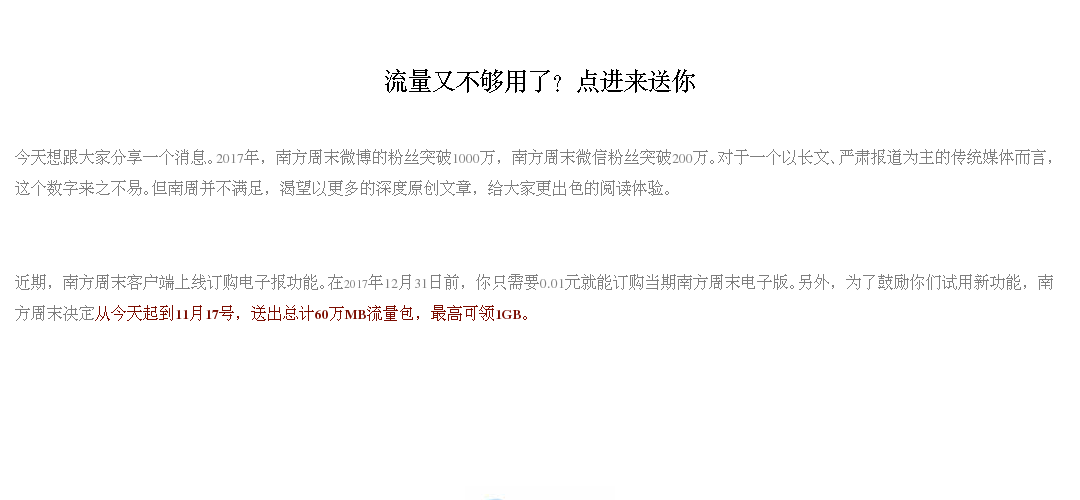 流量又不够用了？点进来送你
今天想跟大家分享一个消息。2017年，南方周末微博的粉丝突破1000万，南方周末微信粉丝突破200万。对于一个以长文、严肃报道为主的传统媒体而言，
这个数字来之不易。但南周并不满足，渴望以更多的深度原创文章，给大家更出色的阅读体验。
近期，南方周末客户端上线订购电子报功能。在2017年12月31日前，你只需要0.01元就能订购当期南方周末电子版。另外，为了鼓励你们试用新功能，南
方周末决定从今天起到11月17号，送出总计60万MB流量包，最高可领1GB。